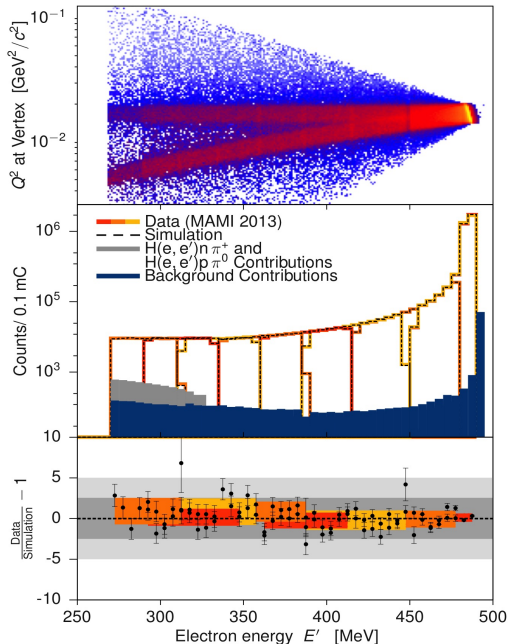 10⁻¹
10⁻²
Q² at Vertex [GeV²/c²]
10⁶
10⁵
10³
10
Counts/ 0.1 mC
Data (MAMI 2013)
Simulation
H(e, e′)n π⁺ and
H(e, e′)p π⁰ Contributions
Background Contributions
5
0
-5
-10
Data/Simulation − 1
250 300 350 400 450 500
Electron energy E′ [MeV]